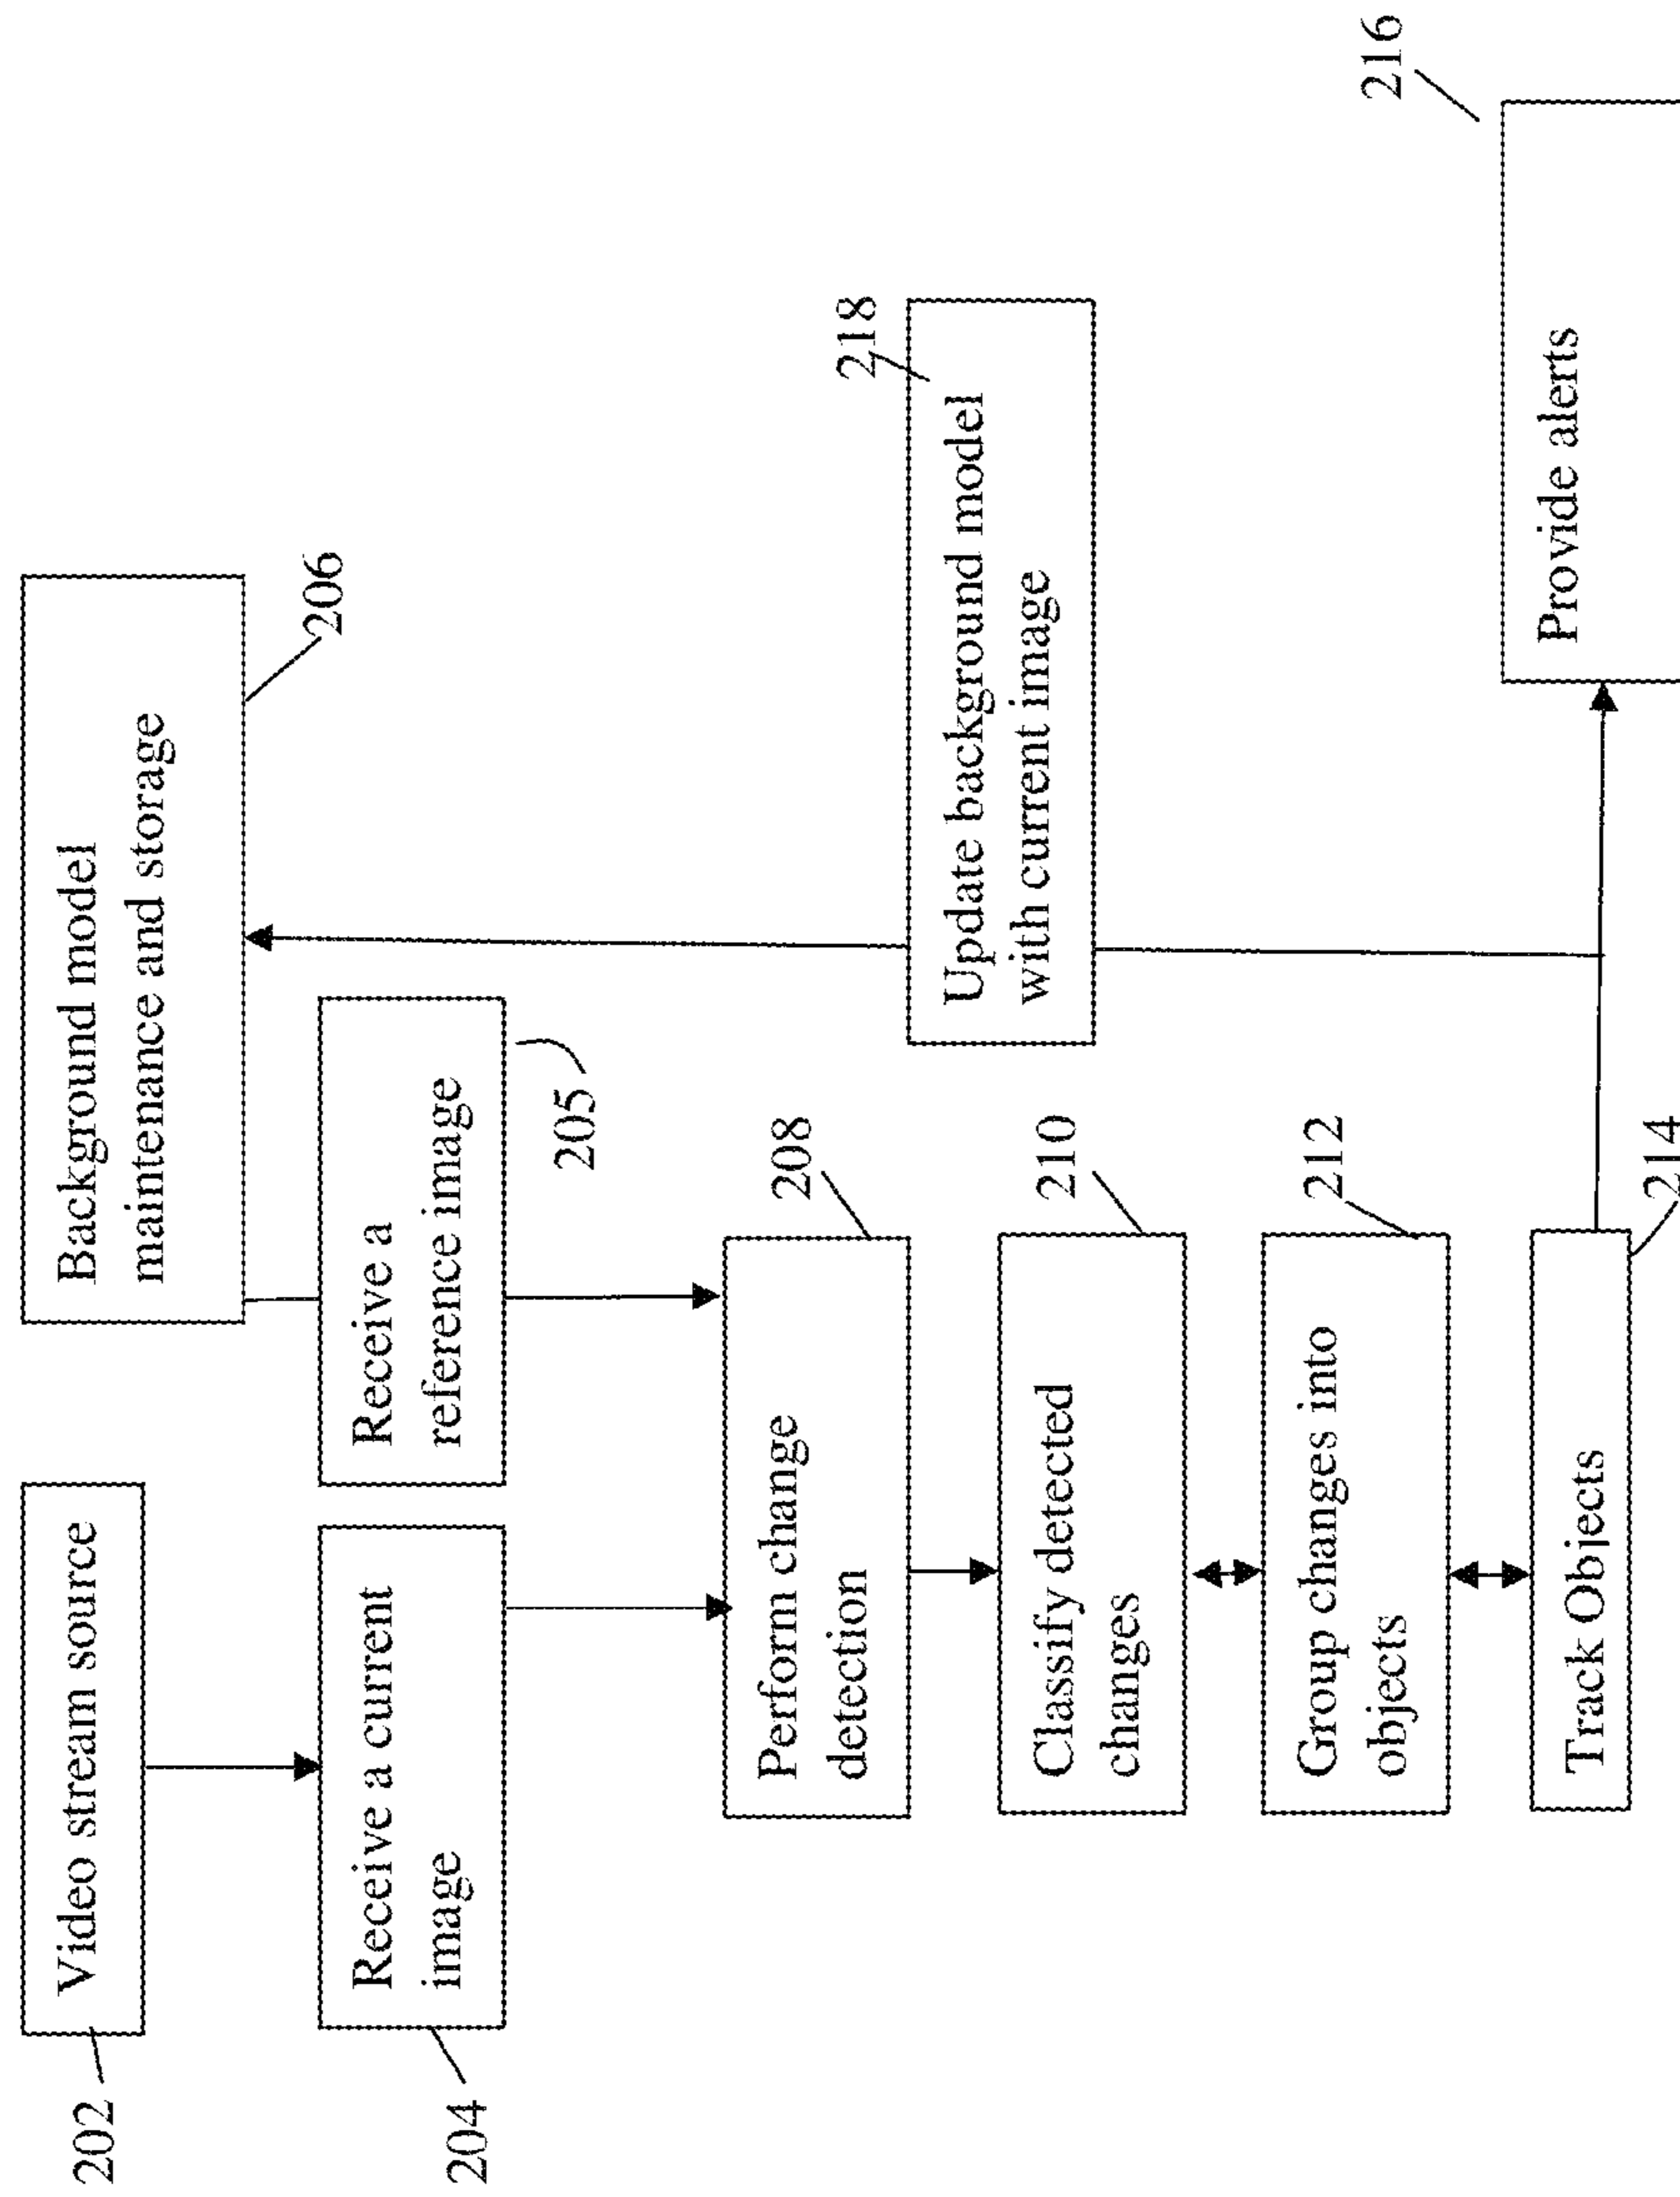 202
Video stream source
Background model
maintenance and storage
206
204
Receive a current
image
Receive a
reference image
205
Perform change
detection
208
Update background model
with current image
218
Classify detected
changes
210
Group changes into
objects
212
Track Objects
214
Provide alerts
216